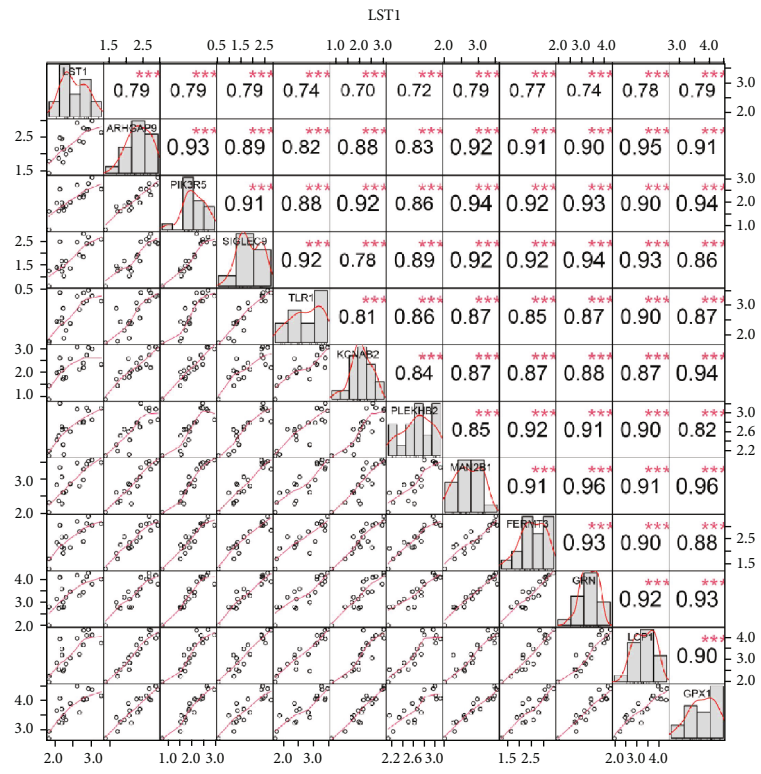 LST1
1.5 2.5 0.5 1.5 2.5 1.0 2.0 3.0 2.0 3.0 2.0 3.0 4.0 3.0 4.0
LST1 0.79 *** 0.79 *** 0.79 *** 0.74 *** 0.70 *** 0.72 *** 0.79 *** 0.77 *** 0.74 *** 0.78 *** 0.79 *** 3.0 2.0
2.5 1.5 ARHGAP9 0.93 *** 0.89 *** 0.82 *** 0.88 *** 0.83 *** 0.92 *** 0.91 *** 0.90 *** 0.95 *** 0.91 ***
PIK3R5 0.91 *** 0.88 *** 0.92 *** 0.86 *** 0.94 *** 0.92 *** 0.93 *** 0.90 *** 0.94 *** 3.0 2.0 1.0
2.5 1.5 0.5 SIGLEC9 0.92 *** 0.78 *** 0.89 *** 0.92 *** 0.92 *** 0.94 *** 0.93 *** 0.86 ***
TLR1 0.81 *** 0.86 *** 0.87 *** 0.85 *** 0.87 *** 0.90 *** 0.87 *** 3.0 2.0
3.0 2.0 1.0 KCNAB2 0.84 *** 0.87 *** 0.87 *** 0.88 *** 0.87 *** 0.94 ***
PLEKHB2 0.85 *** 0.92 *** 0.91 *** 0.90 *** 0.82 *** 3.0 2.6 2.2
3.0 2.0 MAN2B1 0.91 *** 0.96 *** 0.91 *** 0.96 ***
FERMT3 0.93 *** 0.90 *** 0.88 *** 2.5 1.5
4.0 3.0 2.0 GRN 0.92 *** 0.93 ***
LCP1 0.90 *** 4.0 3.0 2.0
4.0 3.0 GPX1
2.0 3.0 1.0 2.0 3.0 2.0 3.0 2.2 2.6 3.0 1.5 2.5 2.0 3.0 4.0